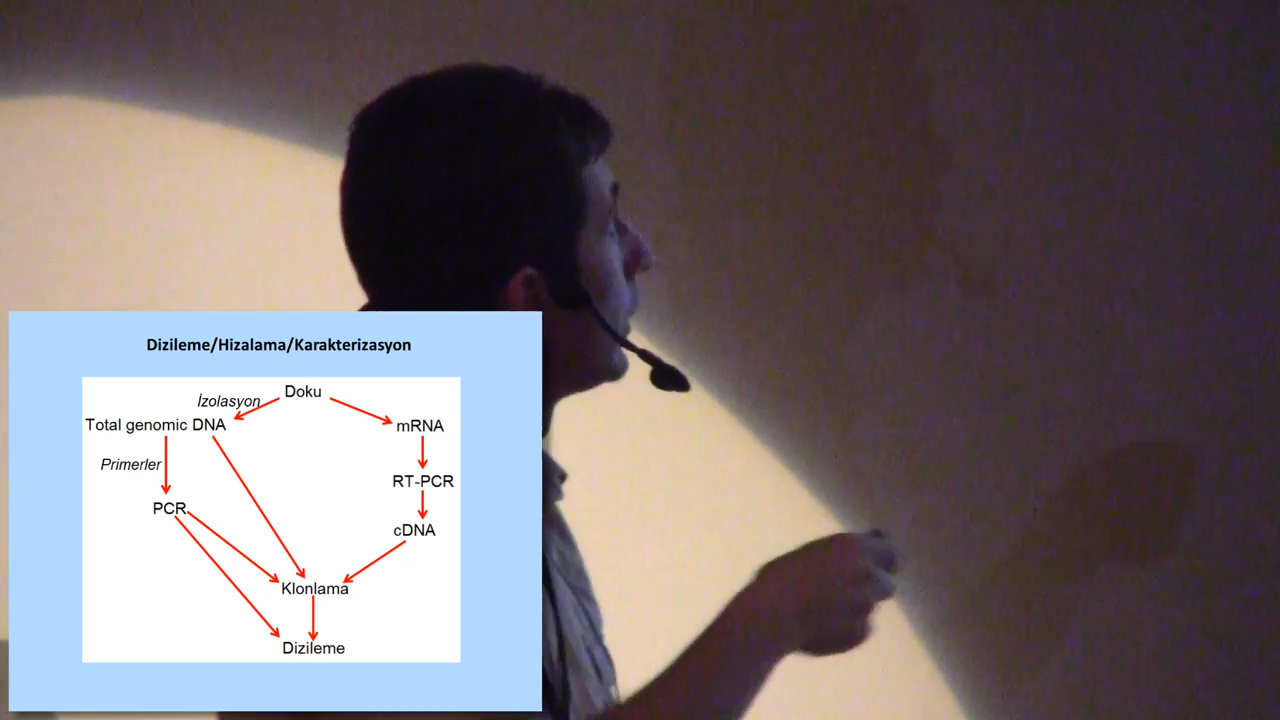 Dizileme/Hizalama/Karakterizasyon
Doku
İzolasyon
Total genomic DNA
mRNA
Primerler
RT-PCR
PCR
cDNA
Klonlama
Dizileme